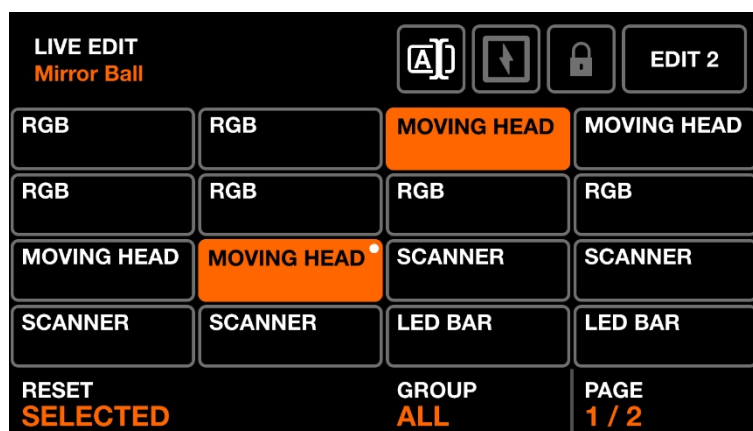 LIVE EDIT
Mirror Ball
A
EDIT 2
RGB
RGB
MOVING HEAD
MOVING HEAD
RGB
RGB
RGB
RGB
MOVING HEAD
MOVING HEAD
SCANNER
SCANNER
SCANNER
SCANNER
LED BAR
LED BAR
RESET
SELECTED
GROUP
ALL
PAGE
1 / 2